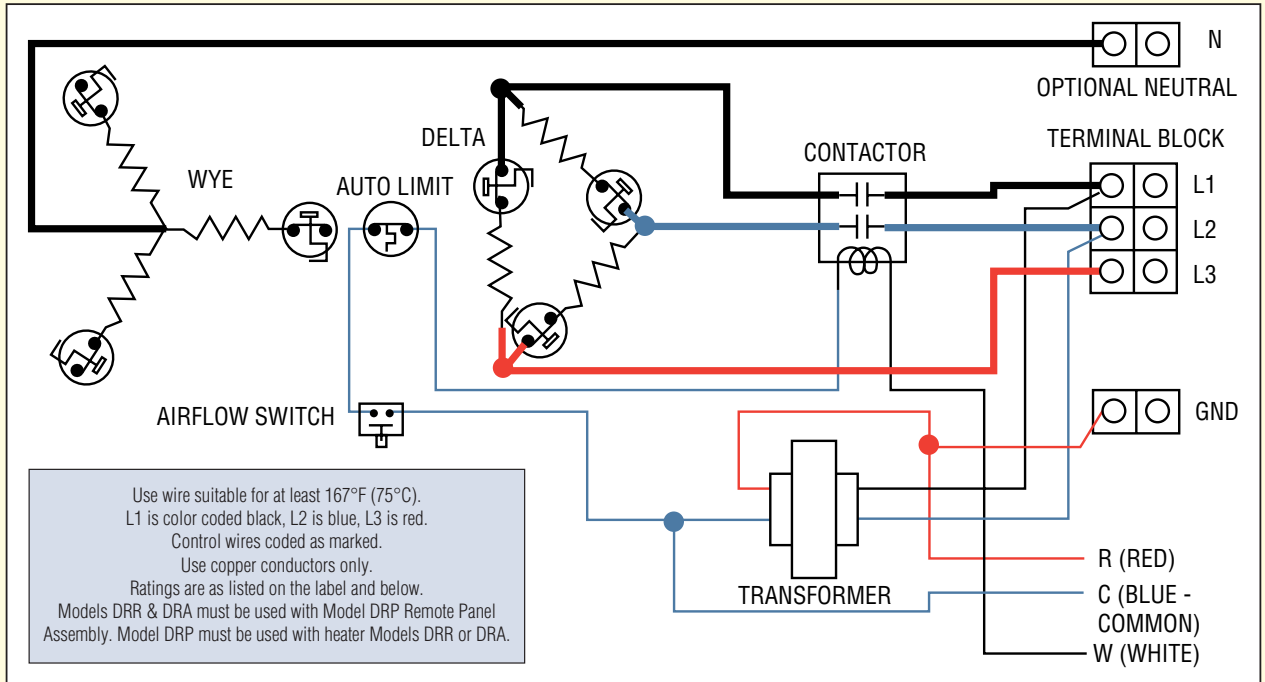 N
OPTIONAL NEUTRAL
DELTA
TERMINAL BLOCK
CONTACTOR
WYE
AUTO LIMIT
L1
L2
L3
AIRFLOW SWITCH
GND
Use wire suitable for at least 167°F (75°C).
L1 is color coded black, L2 is blue, L3 is red.
Control wires coded as marked.
Use copper conductors only.
Ratings are as listed on the label and below.
Models DRR & DRA must be used with Model DRP Remote Panel
Assembly. Model DRP must be used with heater Models DRR or DRA.
TRANSFORMER
R (RED)
C (BLUE -
COMMON)
W (WHITE)